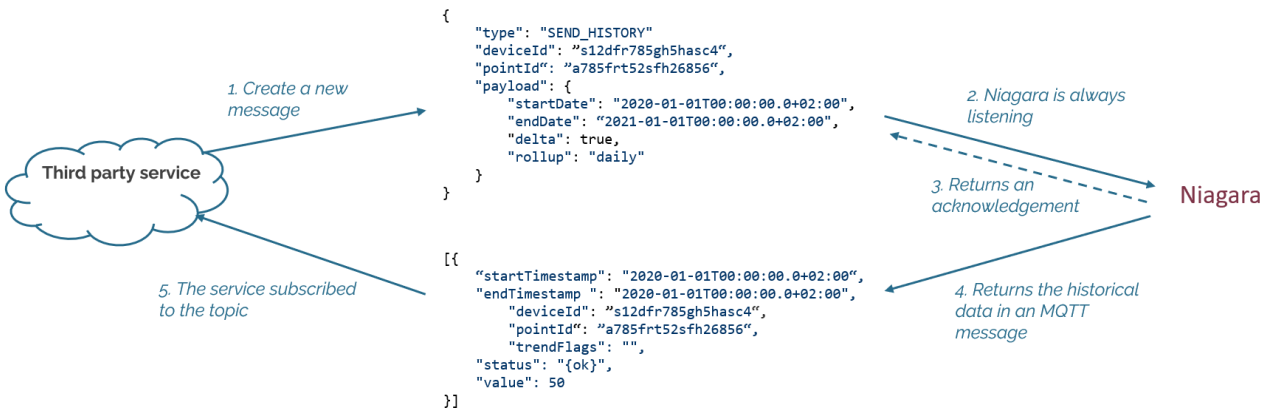 {
"type": "SEND_HISTORY"
"deviceId": ”s12dfr785gh5hasc4“,
"pointId“: ”a785frt52sfh26856“,
"payload": {
"startDate": "2020-01-01T00:00:00.0+02:00",
"endDate": “2021-01-01T00:00:00.0+02:00",
"delta": true,
"rollup": "daily"
}
}
1. Create a new
message
2. Niagara is always
listening
Third party service
3. Returns an
acknowledgement
Niagara
[{
“startTimestamp": "2020-01-01T00:00:00.0+02:00“,
"endTimestamp ": "2020-01-01T00:00:00.0+02:00",
"deviceId": ”s12dfr785gh5hasc4“,
"pointId“: ”a785frt52sfh26856“,
"trendFlags": "",
"status": "{ok}",
"value": 50
}]
4. Returns the historical
data in an MQTT
message
5. The service subscribed
to the topic